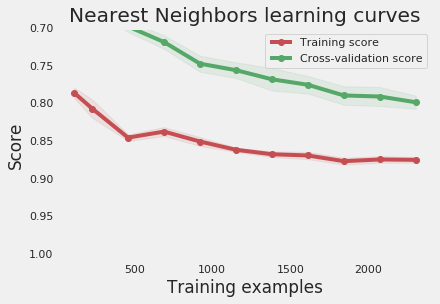 Nearest Neighbors learning curves
Training score
Cross-validation score
0.70
0.75
0.80
0.85
0.90
0.95
1.00
Score
500
1000
1500
2000
Training examples